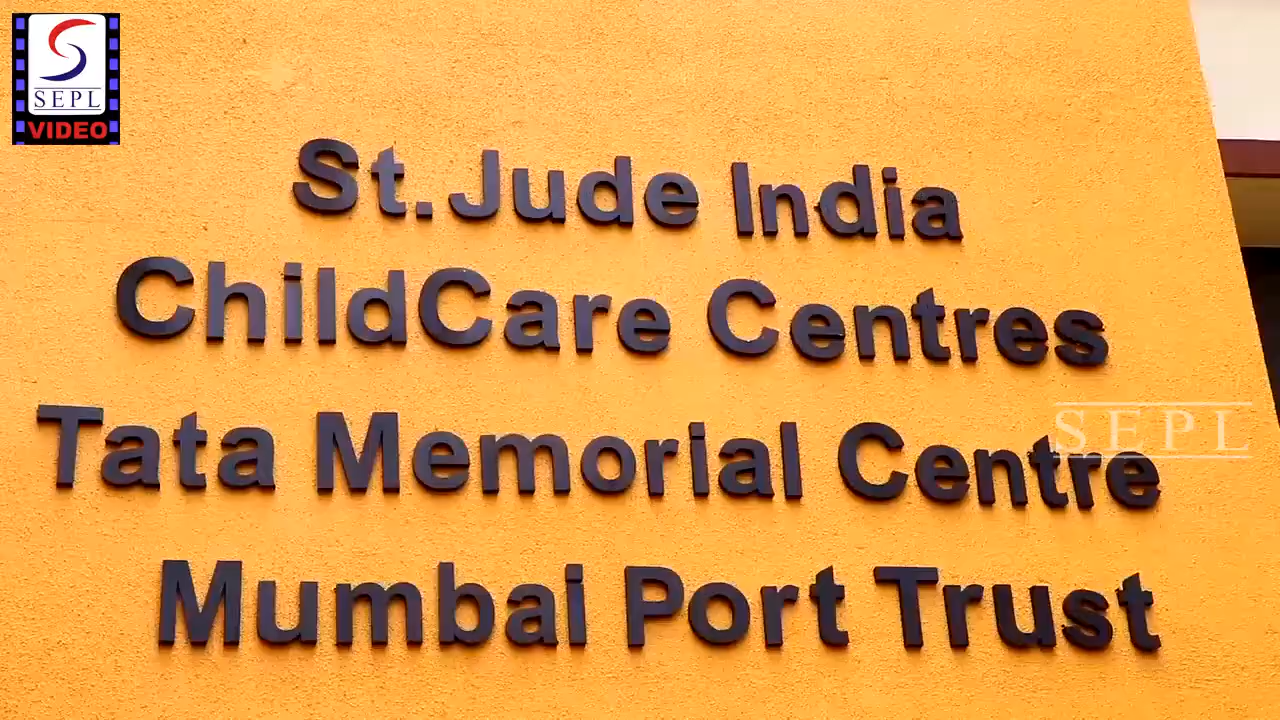 SEPL
VIDEO
St.Jude India
ChildCare Centres
Tata Memorial Centre
SEPL
Mumbai Port Trust